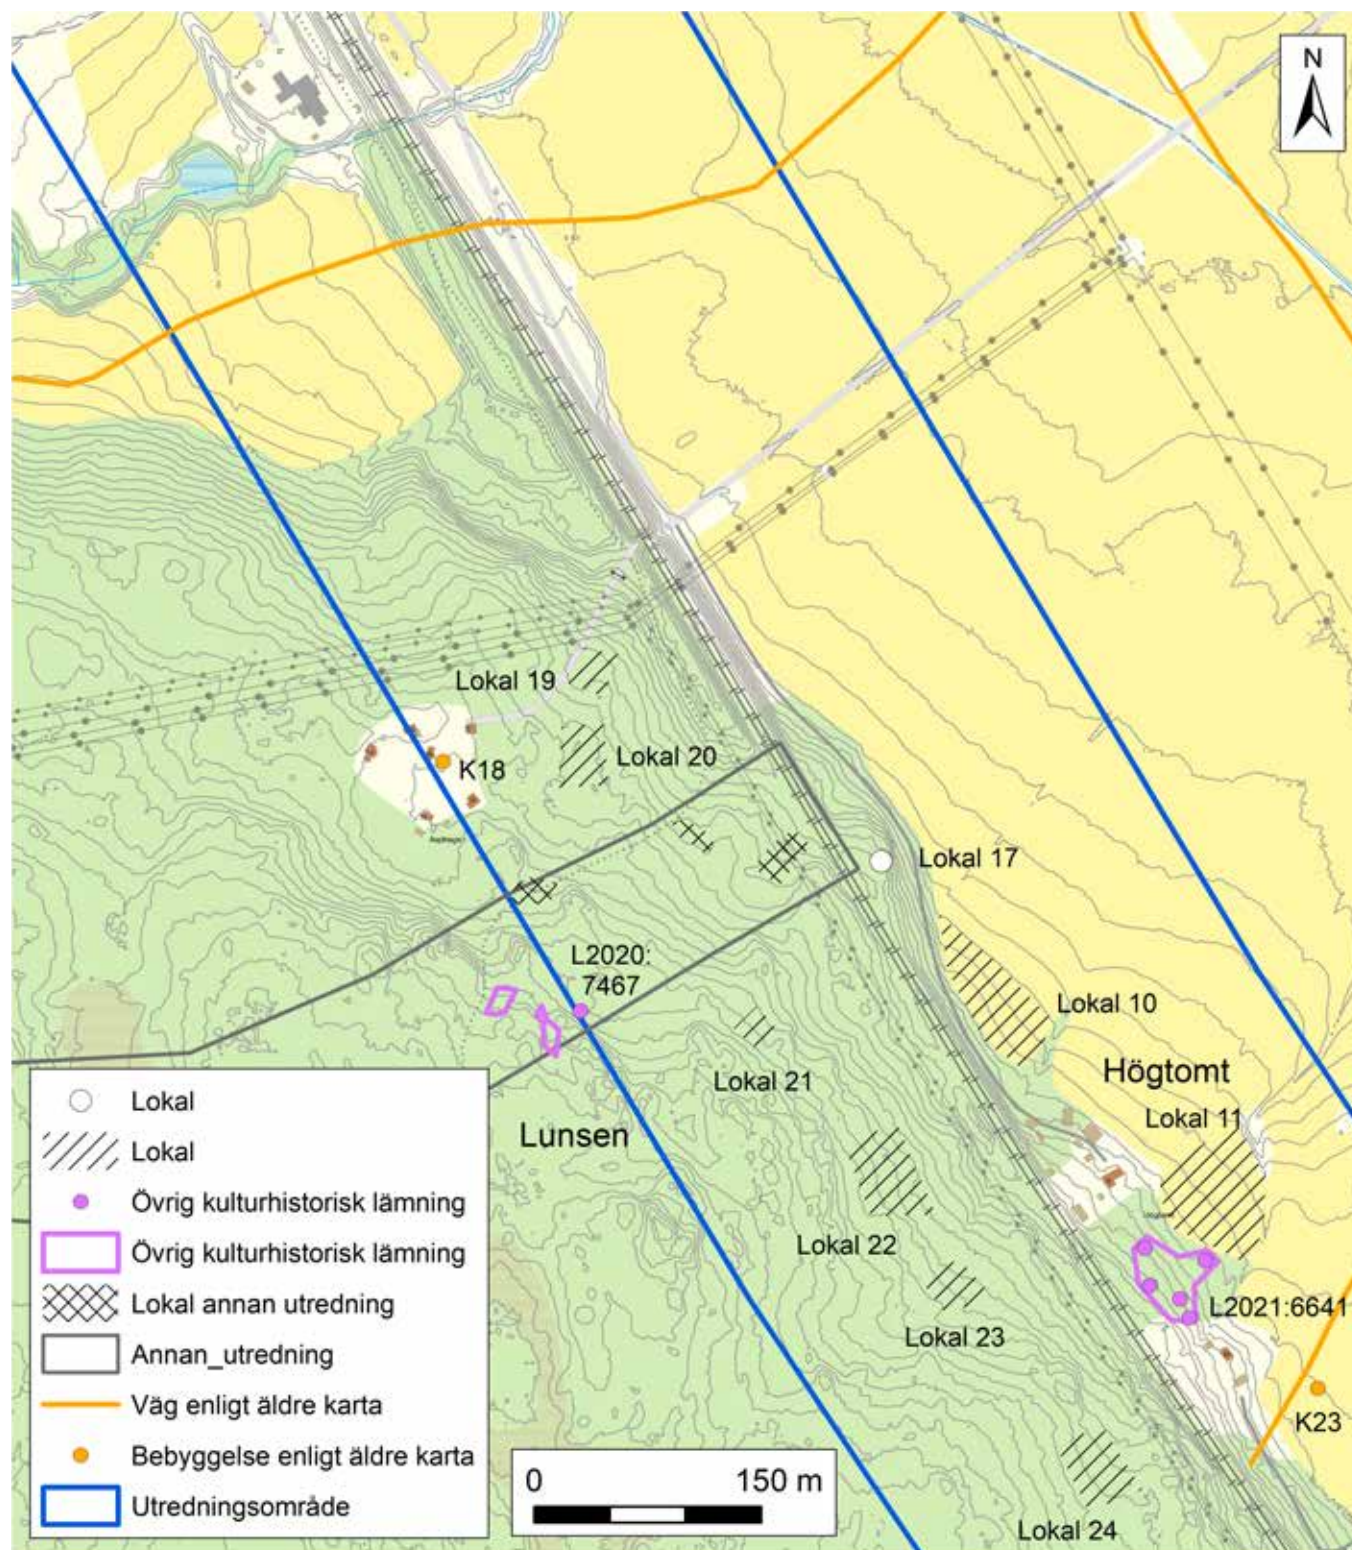 N
Lokal 19
Lokal 20
K18
Lokal 17
L2020:
7467
Lokal 10
Lokal 21
Högtomt
Lokal 11
Lunsen
Lokal 22
Lokal 23
L2021:6641
K23
Lokal 24
Lokal
Lokal
Övrig kulturhistorisk lämning
Övrig kulturhistorisk lämning
Lokal annan utredning
Annan_utredning
Väg enligt äldre karta
Bebyggelse enligt äldre karta
Utredningsområde
0 150 m